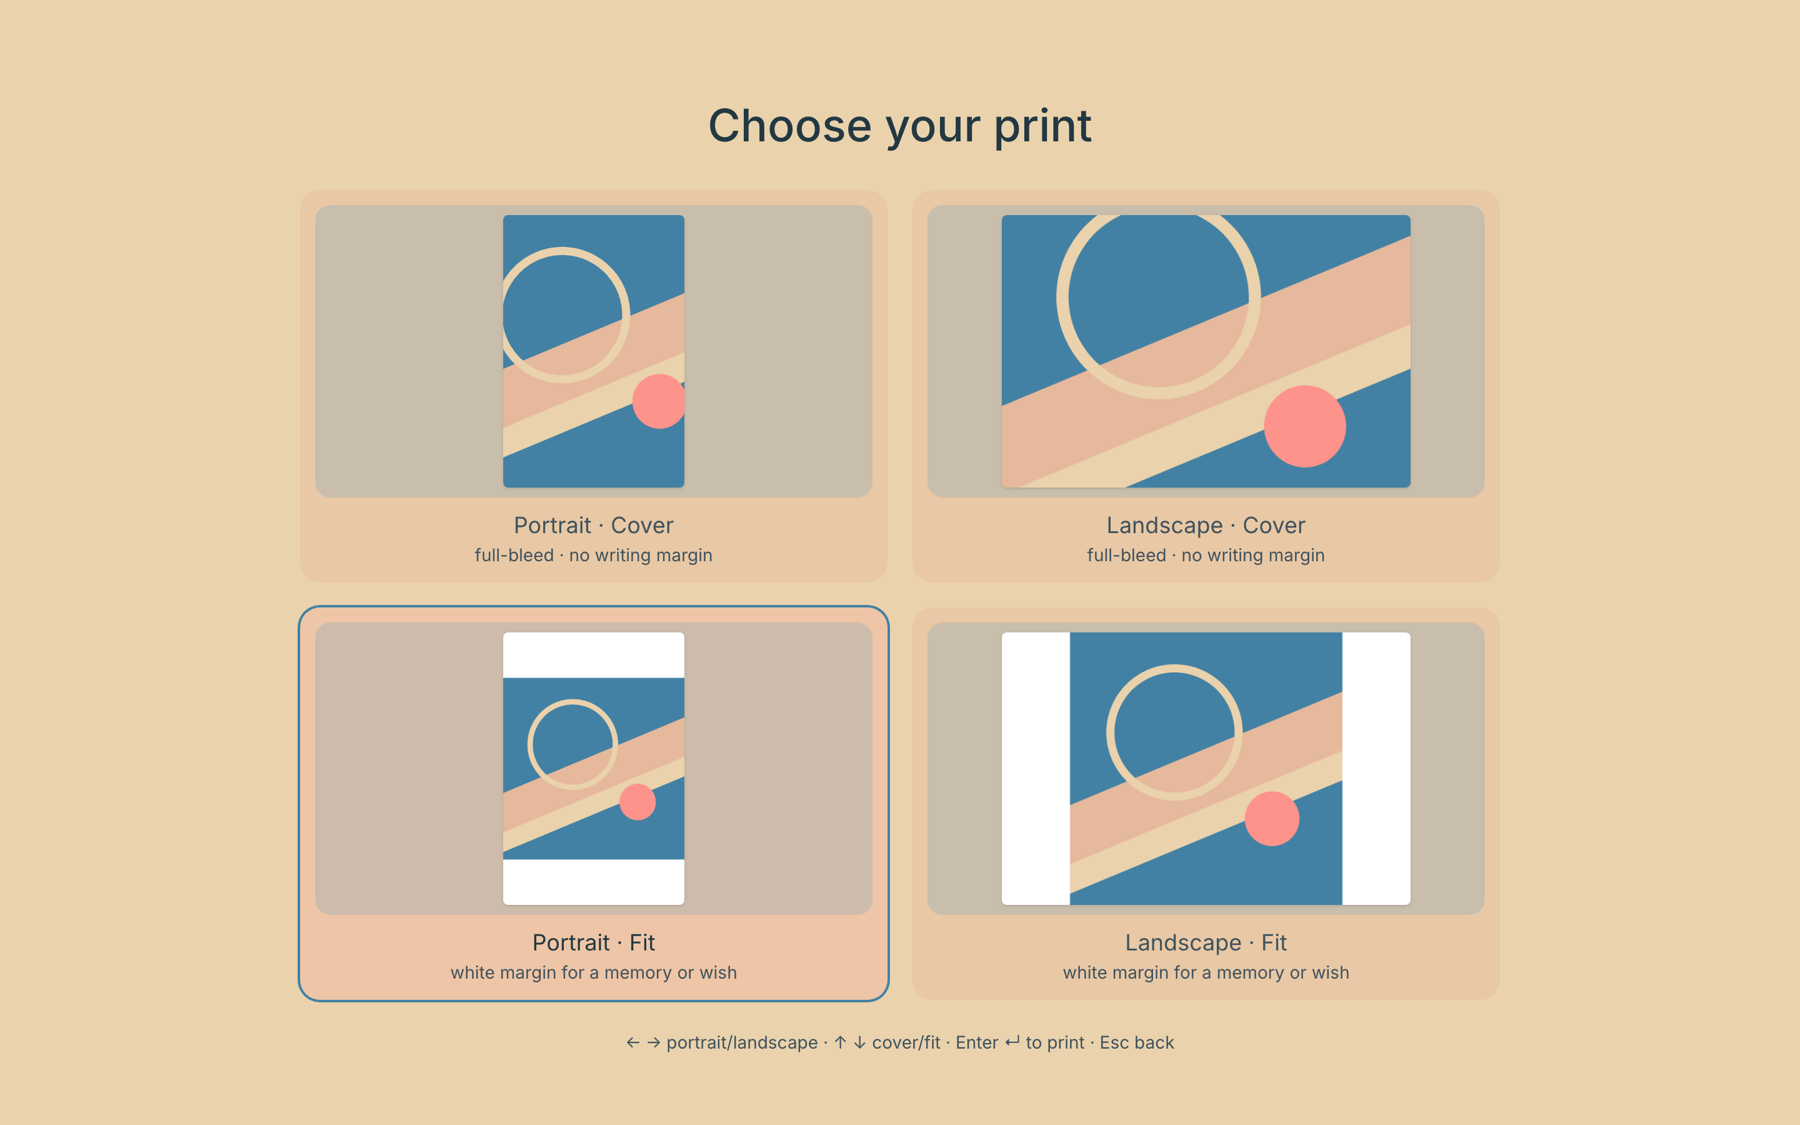 Choose your print
Portrait · Cover
full-bleed · no writing margin
Landscape · Cover
full-bleed · no writing margin
Portrait · Fit
white margin for a memory or wish
Landscape · Fit
white margin for a memory or wish
← → portrait/landscape · ↑ ↓ cover/fit · Enter ↵ to print · Esc back